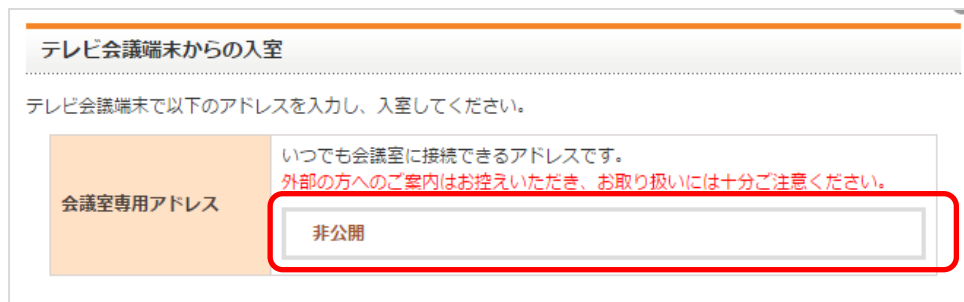 テレビ会議端末からの入室
テレビ会議端末で以下のアドレスを入力し、入室してください。
いつでも会議室に接続できるアドレスです。
外部の方へのご案内はお控えいただき、お取り扱いには十分ご注意ください。
会議室専用アドレス
非公開